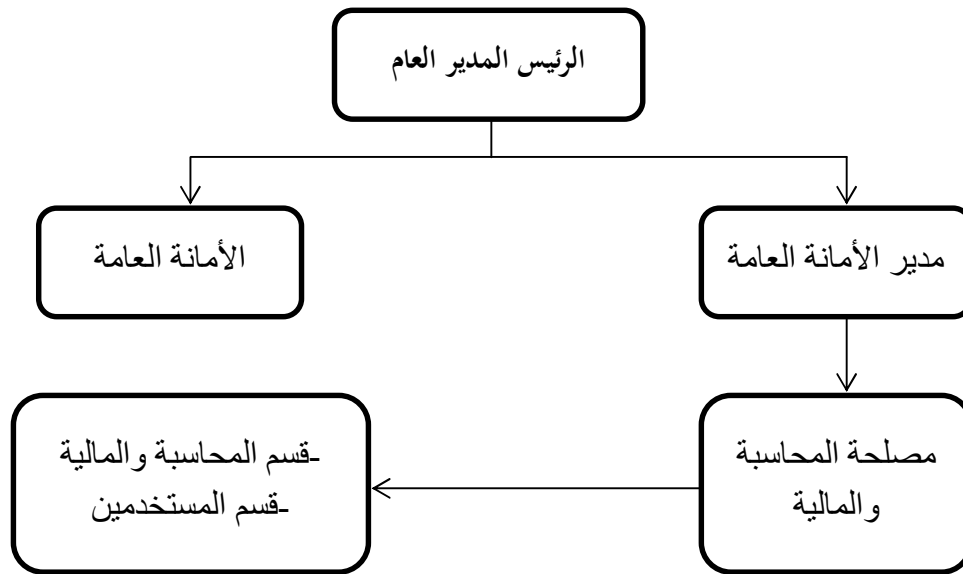 الرئيس المدير العام
مدير الأمانة العامة
الأمانة العامة
مصلحة المحاسبة
والمالية
-قسم المحاسبة والمالية
-قسم المستخدمين